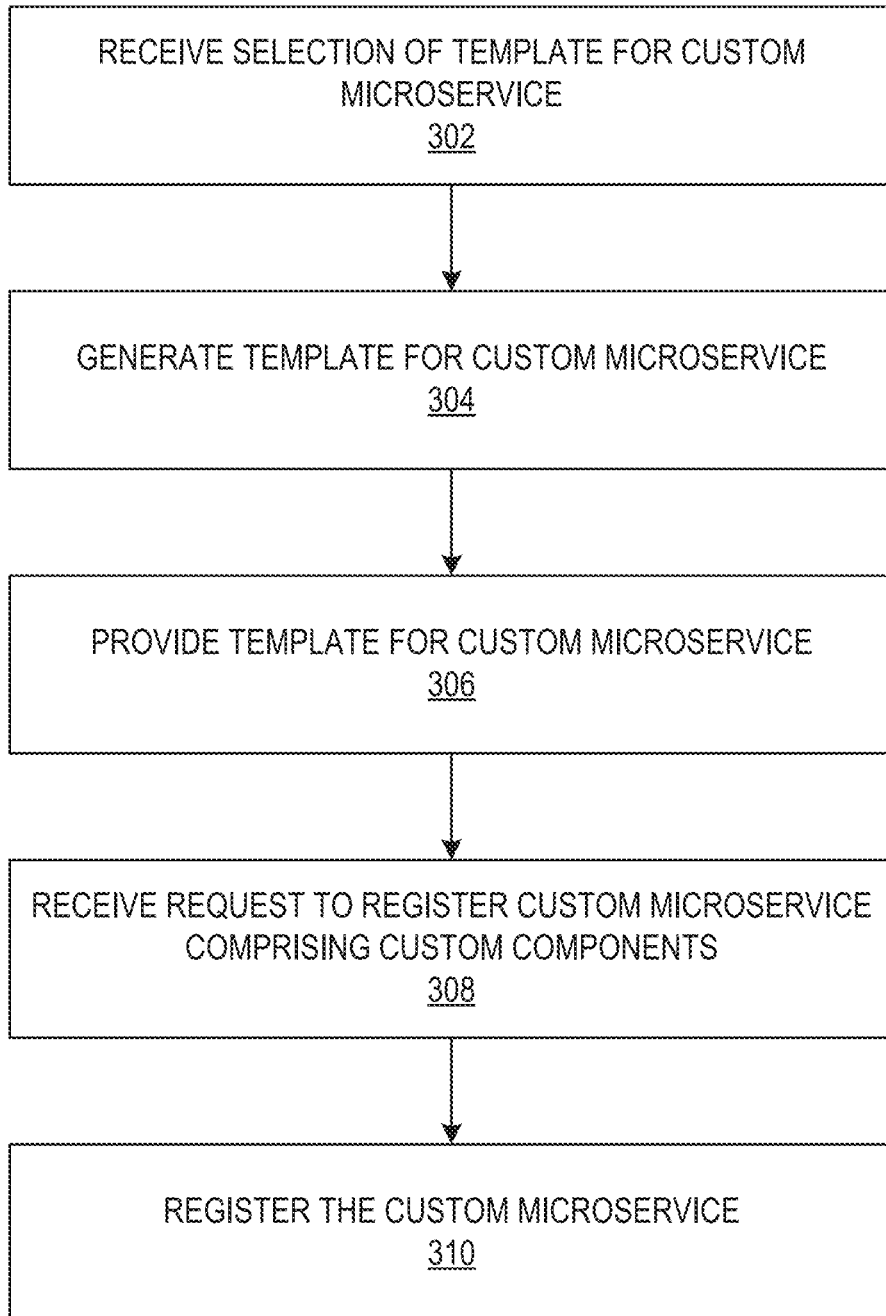 RECEIVE SELECTION OF TEMPLATE FOR CUSTOM
MICROSERVICE
302
GENERATE TEMPLATE FOR CUSTOM MICROSERVICE
304
PROVIDE TEMPLATE FOR CUSTOM MICROSERVICE
306
RECEIVE REQUEST TO REGISTER CUSTOM MICROSERVICE
COMPRISING CUSTOM COMPONENTS
308
REGISTER THE CUSTOM MICROSERVICE
310